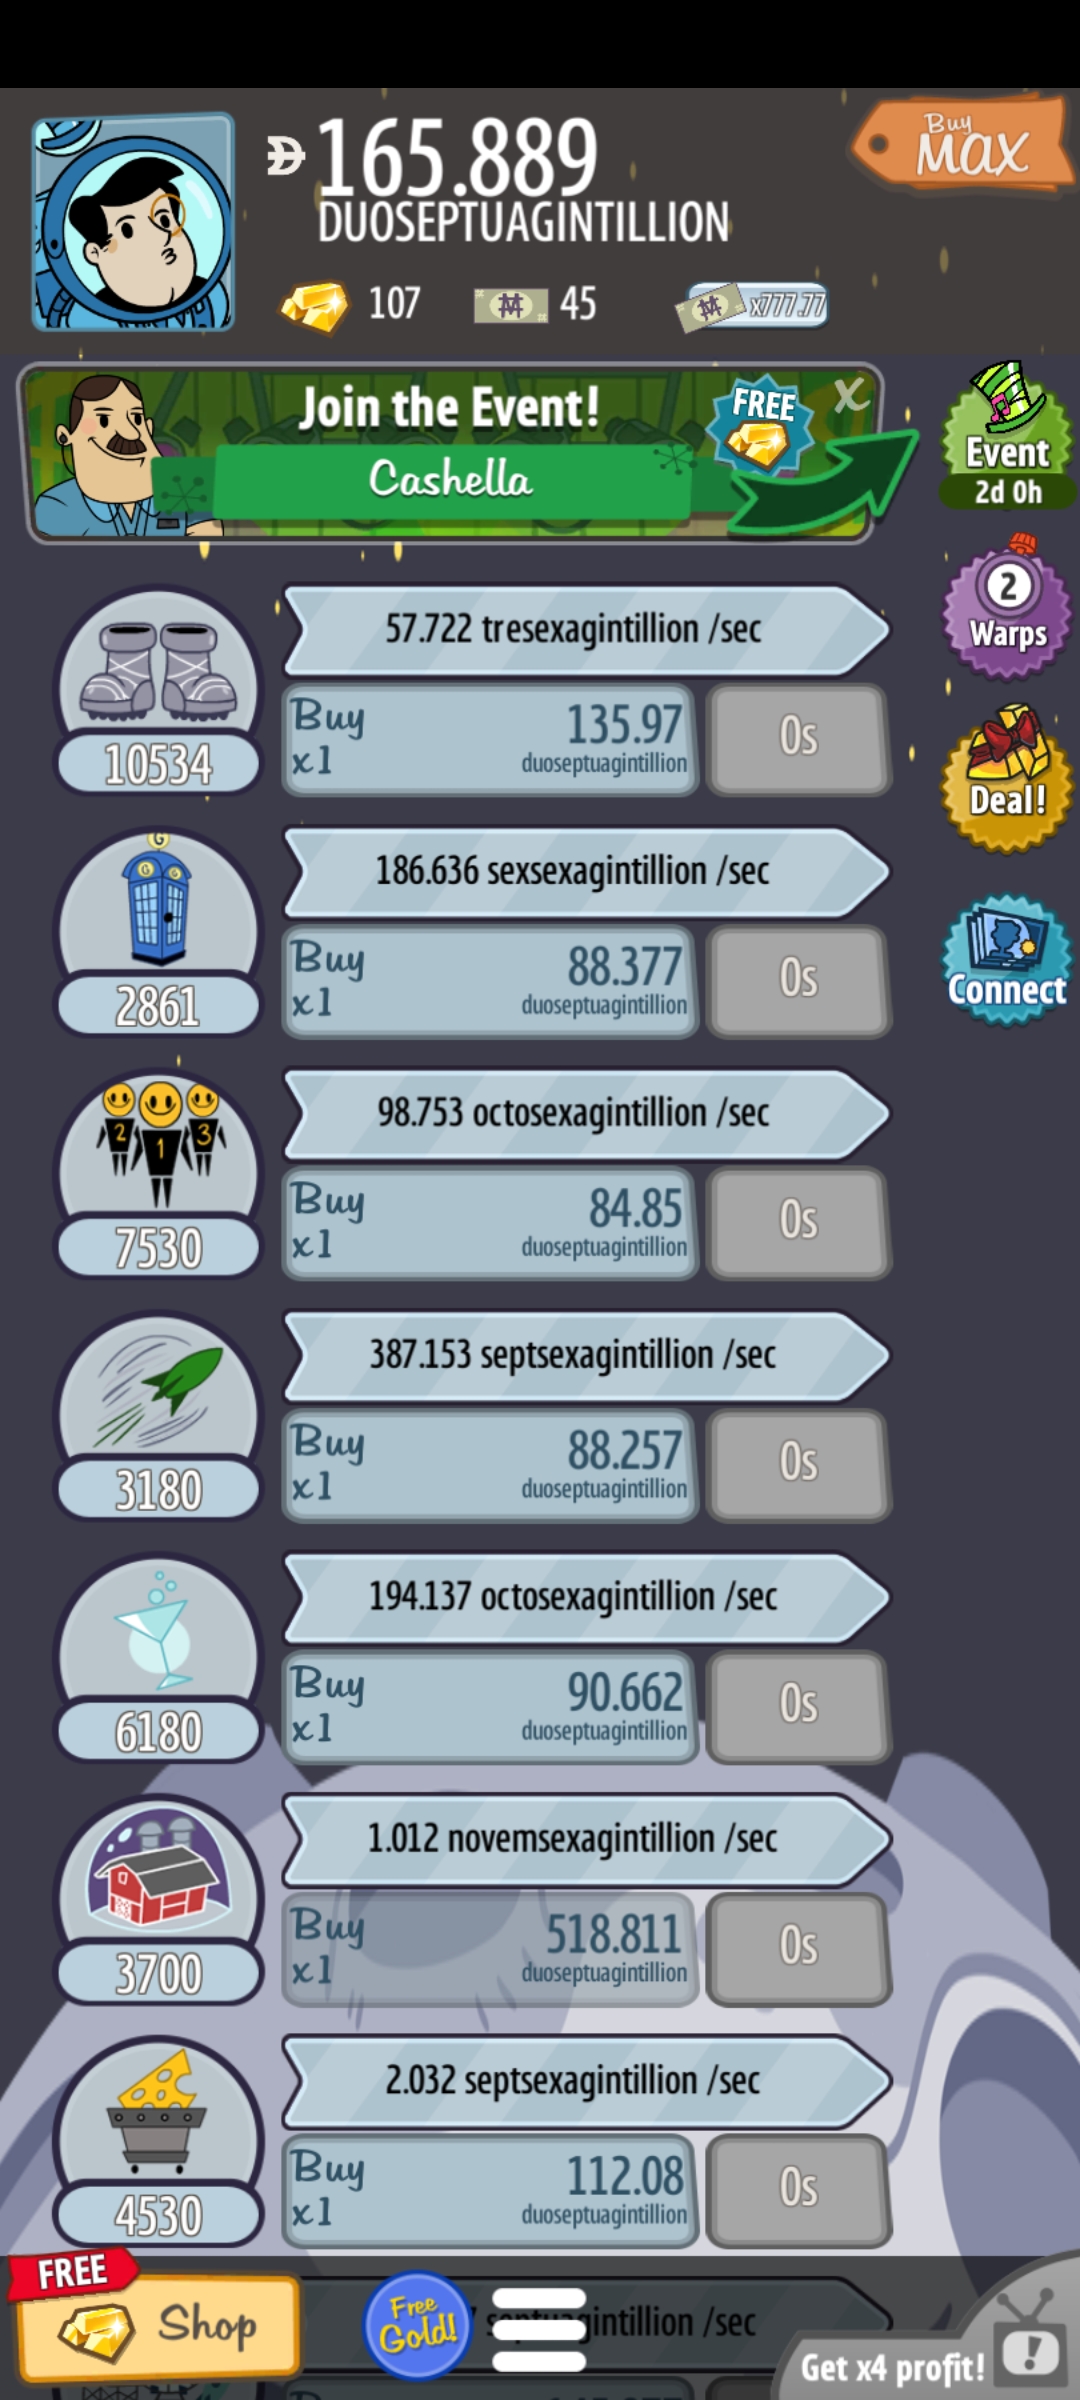 165.889
DUOSEPTUAGINTILLION
Buy
MAX
107
45
x777.77
Join the Event!
Cashella
FREE
X
Event
2d 0h
57.722 tresexagintillion /sec
Buy
x1
135.97
duoseptuagintillion
0s
10534
2
Warps
G
G G
186.636 sexsexagintillion /sec
Buy
x1
88.377
duoseptuagintillion
0s
2861
Deal!
Connect
2 1 3
98.753 octosexagintillion /sec
Buy
x1
84.85
duoseptuagintillion
0s
7530
387.153 septsexagintillion /sec
Buy
x1
88.257
duoseptuagintillion
0s
3180
194.137 octosexagintillion /sec
Buy
x1
90.662
duoseptuagintillion
0s
6180
1.012 novemsexagintillion /sec
Buy
x1
518.811
duoseptuagintillion
0s
3700
2.032 septsexagintillion /sec
Buy
x1
112.08
duoseptuagintillion
0s
4530
FREE
Shop
Free
Gold!
/sec
Get x4 profit!
!